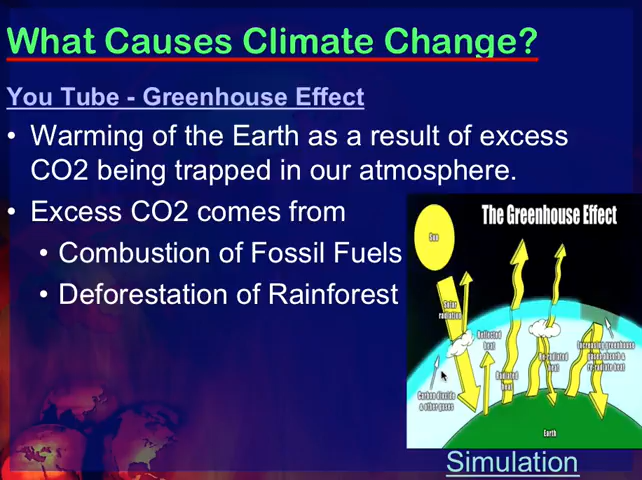 What Causes Climate Change?
You Tube - Greenhouse Effect
• Warming of the Earth as a result of excess
CO2 being trapped in our atmosphere.
• Excess CO2 comes from
• Combustion of Fossil Fuels
• Deforestation of Rainforest
The Greenhouse Effect
Sun
Solar
radiation
Reflected
heat
Radiated
heat
Re-radiated
heat
Increasing greenhouse
gases absorb &
re-radiate heat
Carbon dioxide
& other gases
Earth
Simulation